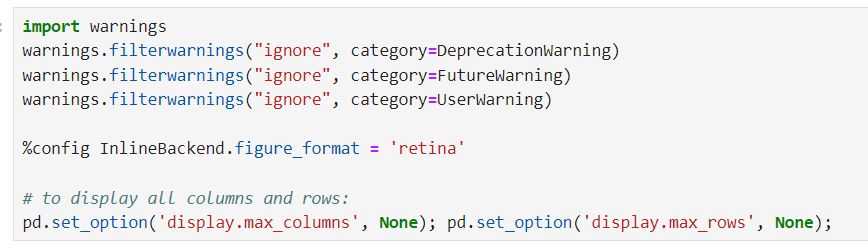 import warnings
warnings.filterwarnings("ignore", category=DeprecationWarning)
warnings.filterwarnings("ignore", category=FutureWarning)
warnings.filterwarnings("ignore", category=UserWarning)
%config InlineBackend.figure_format = 'retina'
# to display all columns and rows:
pd.set_option('display.max_columns', None); pd.set_option('display.max_rows', None);